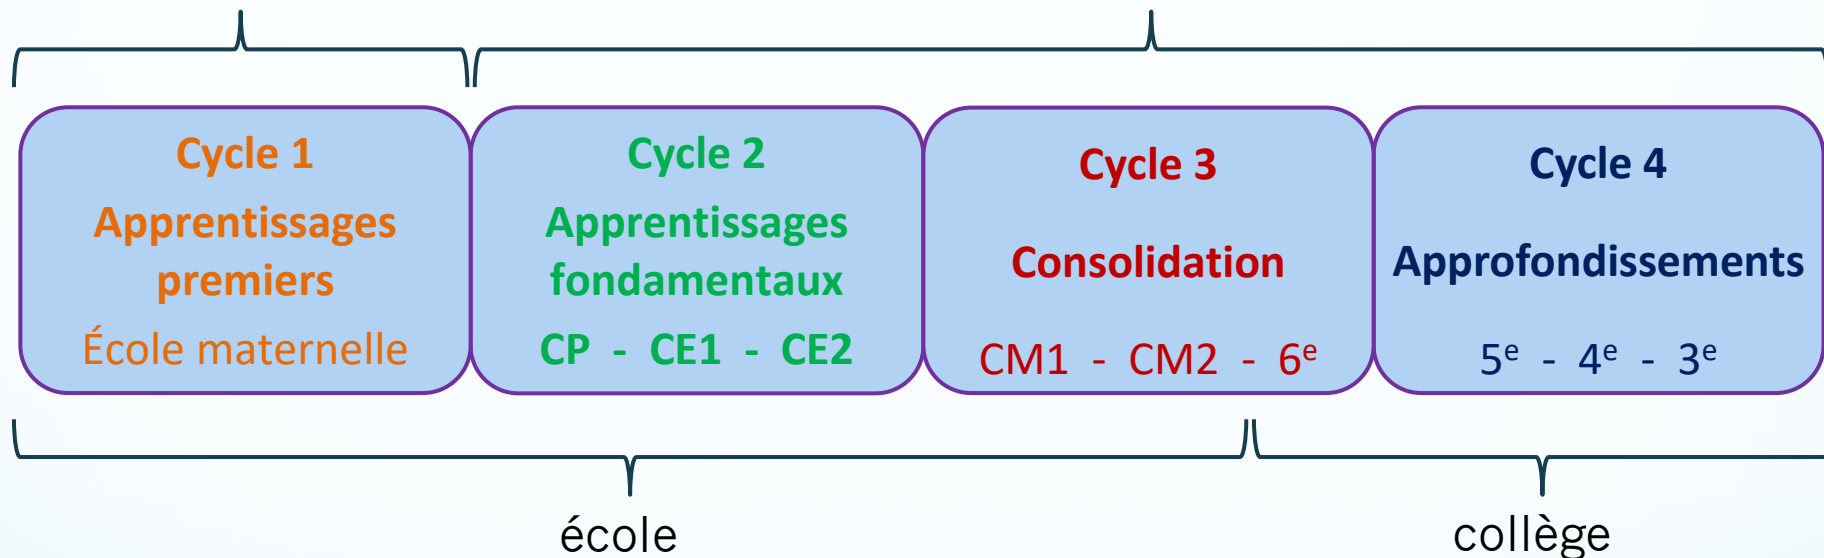 Cycle 1
Apprentissages
premiers
École maternelle
Cycle 2
Apprentissages
fondamentaux
CP - CE1 - CE2
Cycle 3
Consolidation
CM1 - CM2 - 6ᵉ
Cycle 4
Approfondissements
5ᵉ - 4ᵉ - 3ᵉ
école
collège